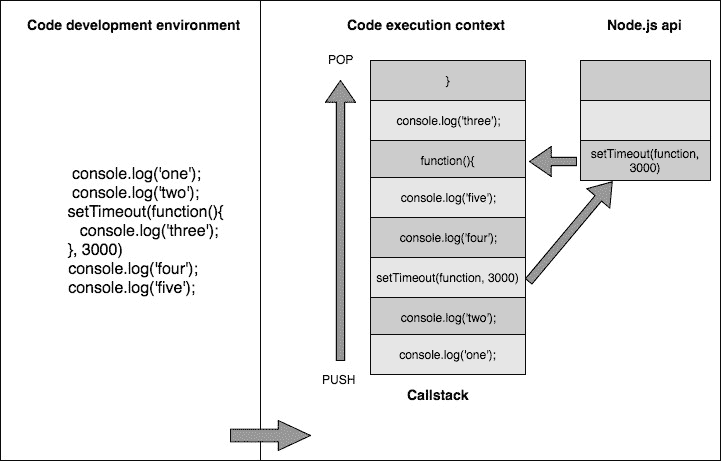 Code development environment
console.log('one');
console.log('two');
setTimeout(function(){
console.log('three');
}, 3000)
console.log('four');
console.log('five');
Code execution context
POP
PUSH
}
console.log('three');
function(){
console.log('five');
console.log('four');
setTimeout(function, 3000)
console.log('two');
console.log('one');
Callstack
Node.js api
setTimeout(function,
3000)